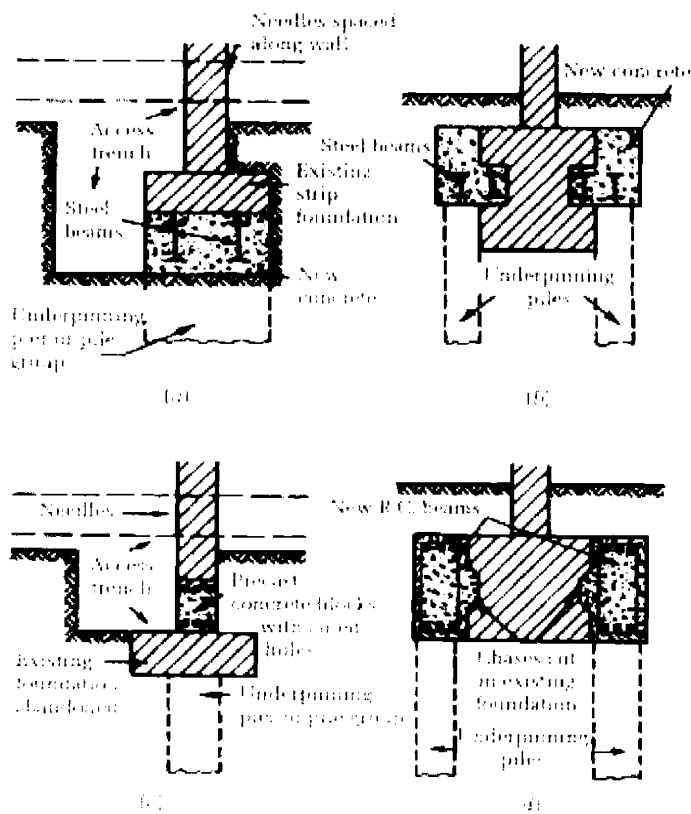 Needles spaced
along wall
Access
trench
Steel
beams
Existing
strip
foundation
New
concrete
Underpinning
pier or pile
group
(a)
New concrete
Steel beams
Underpinning
piles
(b)
Needles
Access
trench
Precast
concrete blocks
with
holes
Existing
foundation
abandoned
Underpinning
pier or pile group
(c)
New R.C. beams
Chases cut
in existing
foundation
Underpinning
piles
(d)